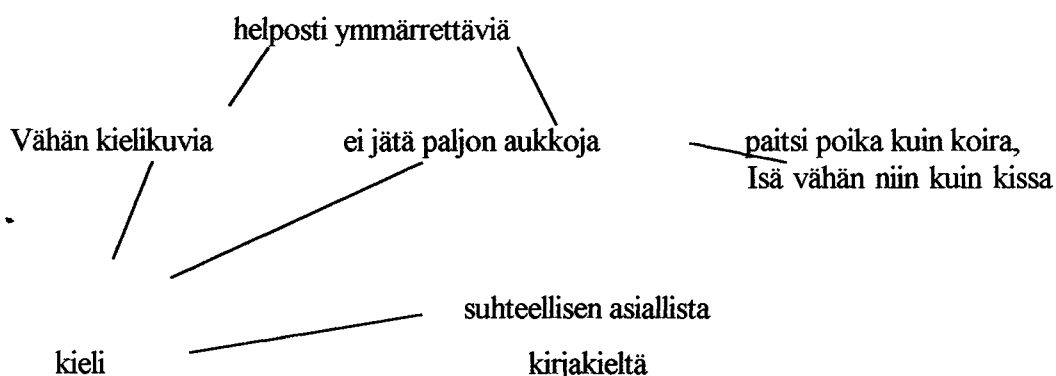 helposti ymmärrettäviä
Vähän kielikuvia ei jätä paljon aukkoja paitsi poika kuin koira,
Isä vähän niin kuin kissa
suhteellisen asiallista
kieli kirjakieltä